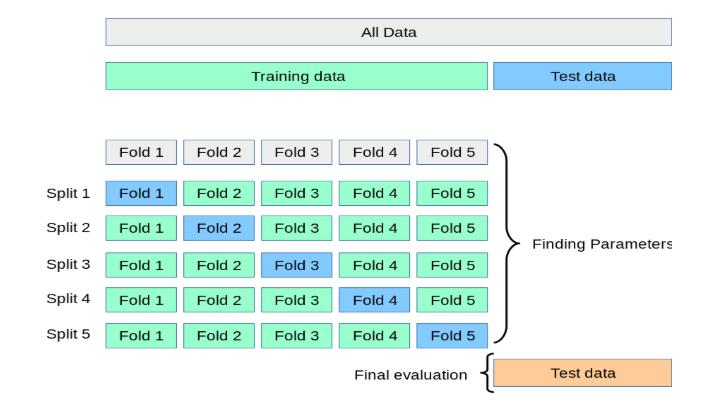 All Data
Training data Test data
Fold 1 Fold 2 Fold 3 Fold 4 Fold 5
Split 1 Fold 1 Fold 2 Fold 3 Fold 4 Fold 5
Split 2 Fold 1 Fold 2 Fold 3 Fold 4 Fold 5
Finding Parameters
Split 3 Fold 1 Fold 2 Fold 3 Fold 4 Fold 5
Split 4 Fold 1 Fold 2 Fold 3 Fold 4 Fold 5
Split 5 Fold 1 Fold 2 Fold 3 Fold 4 Fold 5
Final evaluation Test data